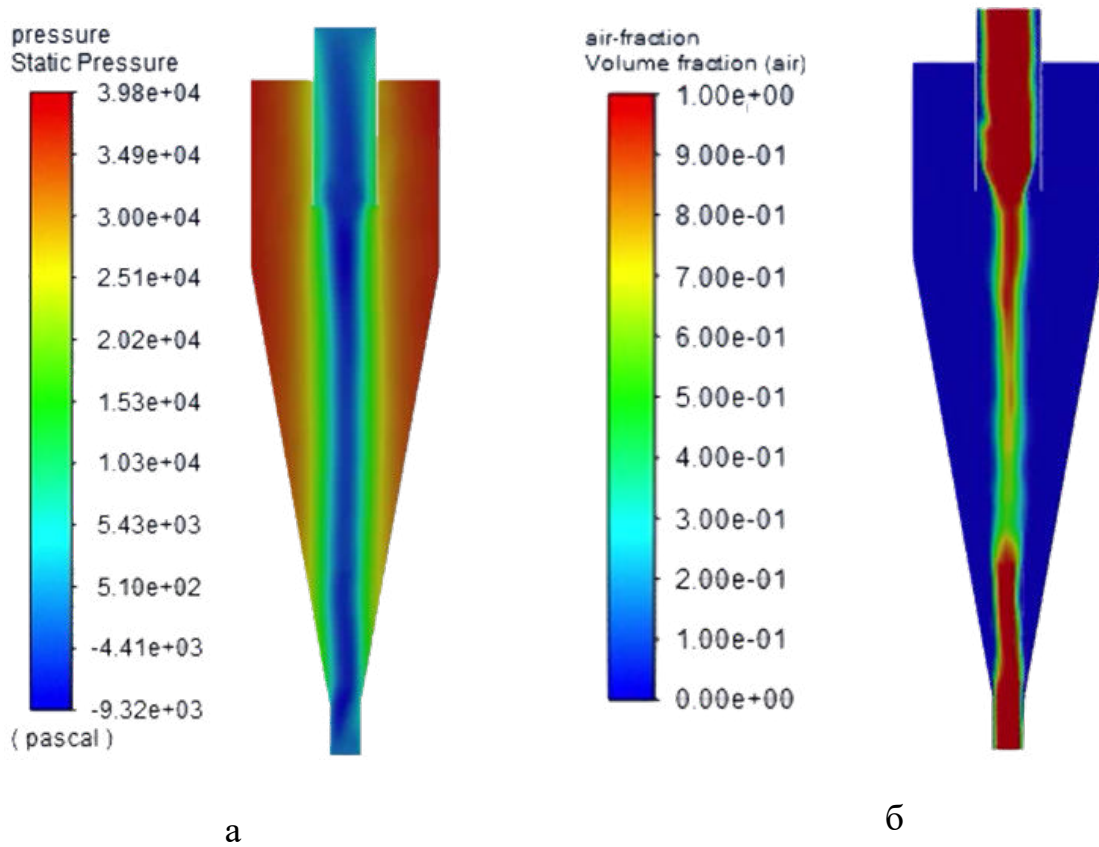 pressure
Static Pressure
3.98e+04
3.49e+04
3.00e+04
2.51e+04
2.02e+04
1.53e+04
1.03e+04
5.43e+03
5.10e+02
-4.41e+03
-9.32e+03
( pascal )
а
air-fraction
Volume fraction (air)
1.00e+00
9.00e-01
8.00e-01
7.00e-01
6.00e-01
5.00e-01
4.00e-01
3.00e-01
2.00e-01
1.00e-01
0.00e+00
б